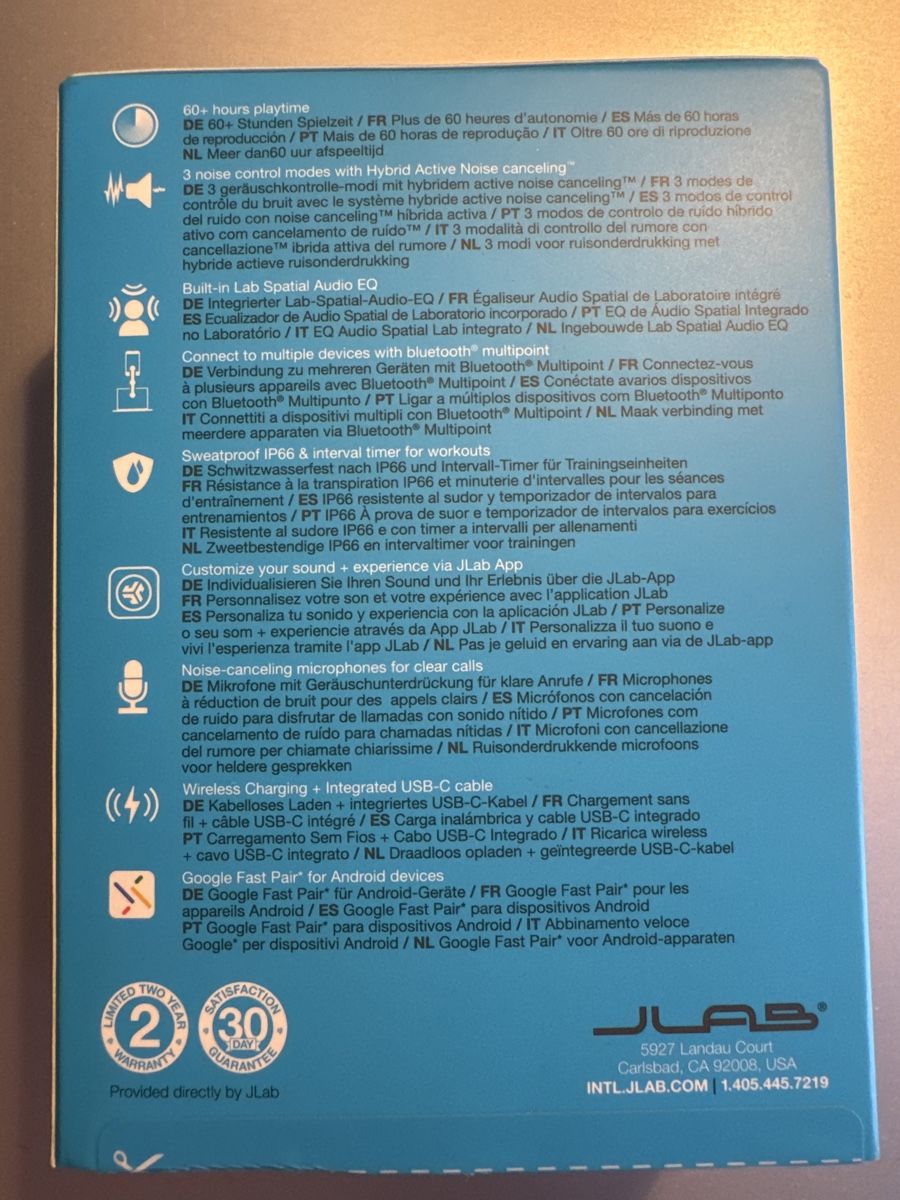 60+ hours playtime
DE 60+ Stunden Spielzeit / FR Plus de 60 heures d'autonomie / ES Más de 60 horas
de reproducción / PT Mais de 60 horas de reprodução / IT Oltre 60 ore di riproduzione
NL Meer dan60 uur afspeeltijd
3 noise control modes with Hybrid Active Noise canceling™
DE 3 geräuschkontrolle-modi mit hybridem active noise canceling™ / FR 3 modes de
contrôle du bruit avec le système hybride active noise canceling™ / ES 3 modos de control
del ruido con noise canceling™ híbrida activa / PT 3 modos de controlo de ruído híbrido
ativo com cancelamento de ruído™ / IT 3 modalità di controllo del rumore con
cancellazione™ ibrida attiva del rumore / NL 3 modi voor ruisonderdrukking met
hybride actieve ruisonderdrukking
Built-in Lab Spatial Audio EQ
DE Integrierter Lab-Spatial-Audio-EQ / FR Égaliseur Audio Spatial de Laboratoire intégré
ES Ecualizador de Audio Spatial de Laboratorio incorporado / PT EQ de Áudio Spatial Integrado
no Laboratório / IT EQ Audio Spatial Lab integrato / NL Ingebouwde Lab Spatial Audio EQ
Connect to multiple devices with bluetooth® multipoint
DE Verbindung zu mehreren Geräten mit Bluetooth® Multipoint / FR Connectez-vous
à plusieurs appareils avec Bluetooth® Multipoint / ES Conéctate avarios dispositivos
con Bluetooth® Multipunto / PT Ligar a múltiplos dispositivos com Bluetooth® Multiponto
IT Connettiti a dispositivi multipli con Bluetooth® Multipoint / NL Maak verbinding met
meerdere apparaten via Bluetooth® Multipoint
Sweatproof IP66 & interval timer for workouts
DE Schwitzwasserfest nach IP66 und Intervall-Timer für Trainingseinheiten
FR Résistance à la transpiration IP66 et minuterie d'intervalles pour les séances
d'entraînement / ES IP66 resistente al sudor y temporizador de intervalos para
entrenamientos / PT IP66 À prova de suor e temporizador de intervalos para exercícios
IT Resistente al sudore IP66 e con timer a intervalli per allenamenti
NL Zweetbestendige IP66 en intervaltimer voor trainingen
Customize your sound + experience via JLab App
DE Individualisieren Sie Ihren Sound und Ihr Erlebnis über die JLab-App
FR Personnalisez votre son et votre expérience avec l'application JLab
ES Personaliza tu sonido y experiencia con la aplicación JLab / PT Personalize
o seu som + experiencie através da App JLab / IT Personalizza il tuo suono e
vivi l'esperienza tramite l'app JLab / NL Pas je geluid en ervaring aan via de JLab-app
Noise-canceling microphones for clear calls
DE Mikrofone mit Geräuschunterdrückung für klare Anrufe / FR Microphones
à réduction de bruit pour des appels clairs / ES Micrófonos con cancelación
de ruido para disfrutar de llamadas con sonido nítido / PT Microfones com
cancelamento de ruído para chamadas nítidas / IT Microfoni con cancellazione
del rumore per chiamate chiarissime / NL Ruisonderdrukkende microfoons
voor heldere gesprekken
Wireless Charging + Integrated USB-C cable
DE Kabelloses Laden + integriertes USB-C-Kabel / FR Chargement sans
fil + câble USB-C intégré / ES Carga inalámbrica y cable USB-C integrado
PT Carregamento Sem Fios + Cabo USB-C Integrado / IT Ricarica wireless
+ cavo USB-C integrato / NL Draadloos opladen + geïntegreerde USB-C-kabel
Google Fast Pair* for Android devices
DE Google Fast Pair* für Android-Geräte / FR Google Fast Pair* pour les
appareils Android / ES Google Fast Pair* para dispositivos Android
PT Google Fast Pair* para dispositivos Android / IT Abbinamento veloce
Google* per dispositivi Android / NL Google Fast Pair* voor Android-apparaten
LIMITED TWO YEAR
2
WARRANTY
SATISFACTION
30
DAY
GUARANTEE
Provided directly by JLab
JLAB®
5927 Landau Court
Carlsbad, CA 92008, USA
INTL.JLAB.COM | 1.405.445.7219